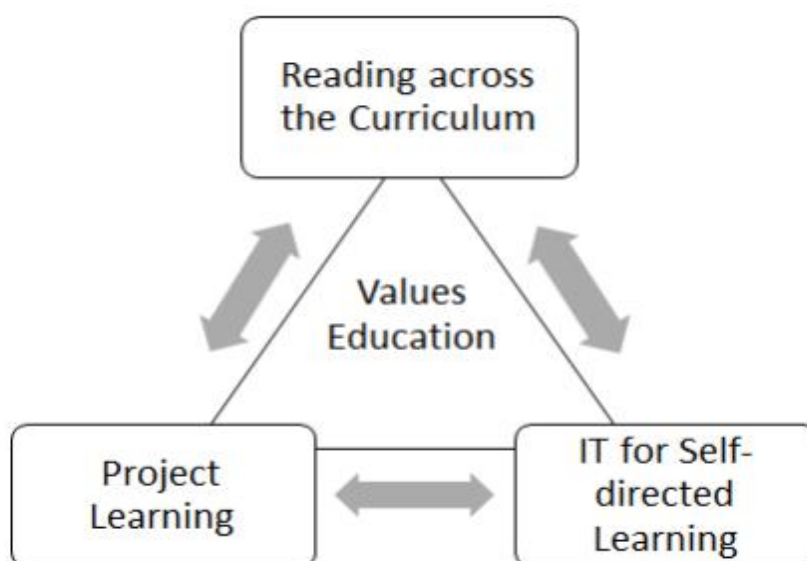 Reading across
the Curriculum
Values
Education
Project
Learning
IT for Self-
directed
Learning